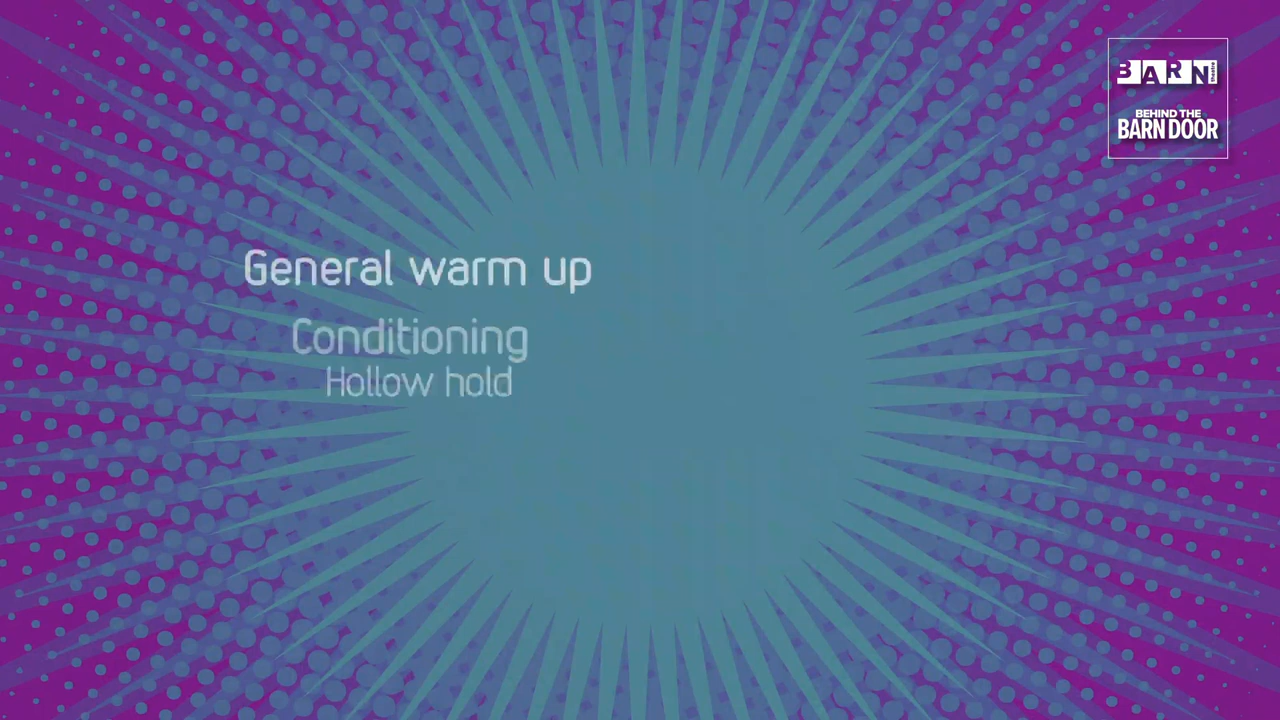 BARN
theatre
BEHIND THE
BARN DOOR
General warm up
Conditioning
Hollow hold